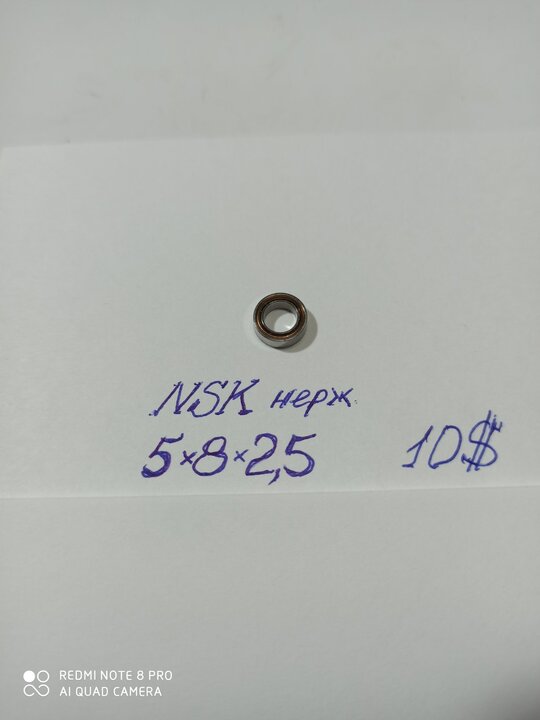 NSK нерж.
5×8×2,5 10$
REDMI NOTE 8 PRO
AI QUAD CAMERA